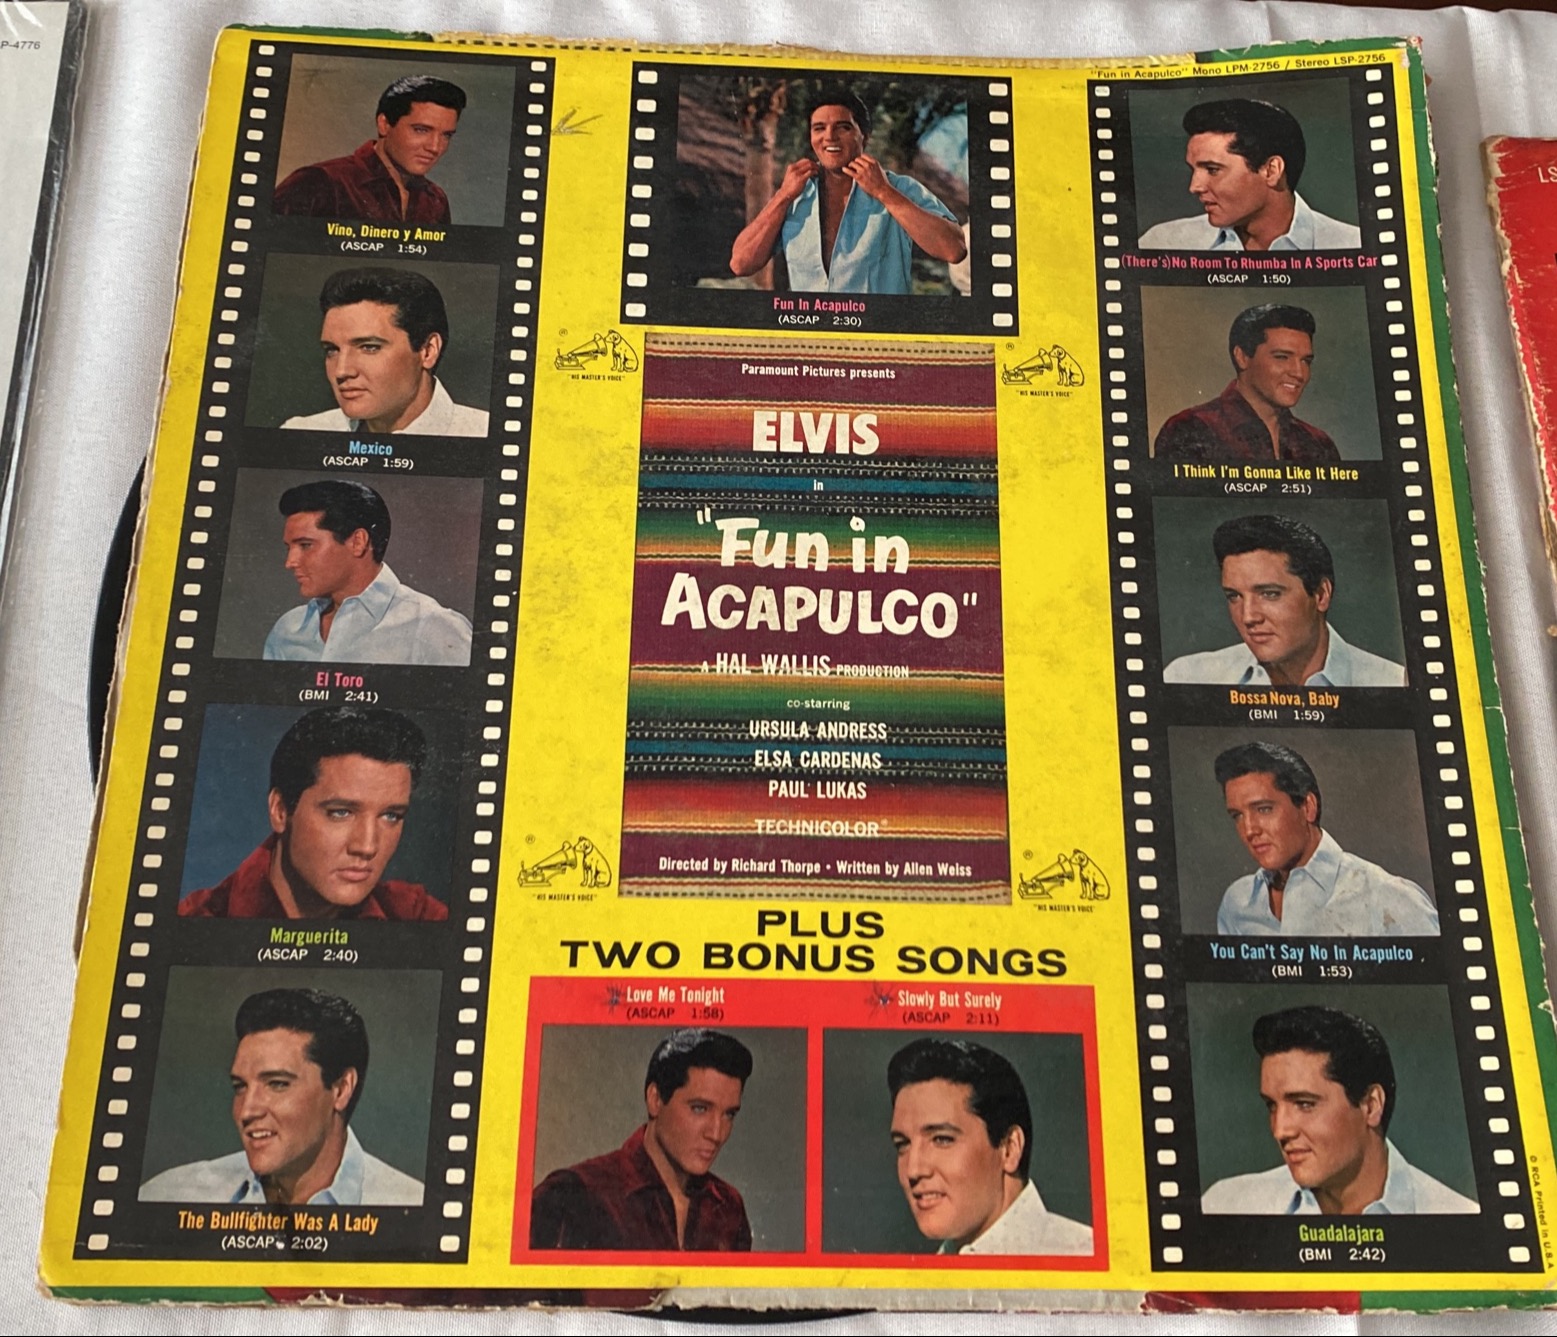 P-4776
"Fun in Acapulco" Mono LPM-2756 / Stereo LSP-2756
LS
Vino, Dinero y Amor
(ASCAP 1:54)
Mexico
(ASCAP 1:59)
El Toro
(BMI 2:41)
Marguerita
(ASCAP 2:40)
The Bullfighter Was A Lady
(ASCAP 2:02)
Fun In Acapulco
(ASCAP 2:30)
®
"HIS MASTER'S VOICE"
®
"HIS MASTER'S VOICE"
Paramount Pictures presents
ELVIS
in
"Fun in
ACAPULCO"
A HAL WALLIS PRODUCTION
co-starring
URSULA ANDRESS
ELSA CARDENAS
PAUL LUKAS
TECHNICOLOR®
Directed by Richard Thorpe • Written by Allen Weiss
®
"HIS MASTER'S VOICE"
®
"HIS MASTER'S VOICE"
PLUS
TWO BONUS SONGS
Love Me Tonight
(ASCAP 1:58)
Slowly But Surely
(ASCAP 2:11)
(There's) No Room To Rhumba In A Sports Car
(ASCAP 1:50)
I Think I'm Gonna Like It Here
(ASCAP 2:51)
Bossa Nova, Baby
(BMI 1:59)
You Can't Say No In Acapulco
(BMI 1:53)
Guadalajara
(BMI 2:42)
© RCA Printed in U.S.A.